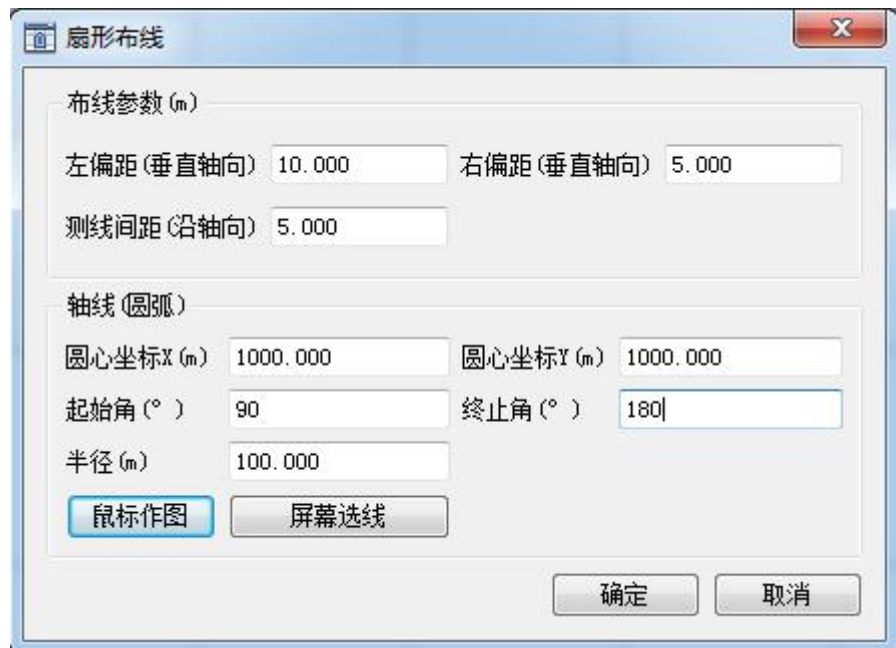 扇形布线
布线参数(m)
左偏距(垂直轴向) 10.000 右偏距(垂直轴向) 5.000
测线间距(沿轴向) 5.000
轴线(圆弧)
圆心坐标X(m) 1000.000 圆心坐标Y(m) 1000.000
起始角(° ) 90 终止角(° ) 180
半径(m) 100.000
鼠标作图 屏幕选线
确定 取消